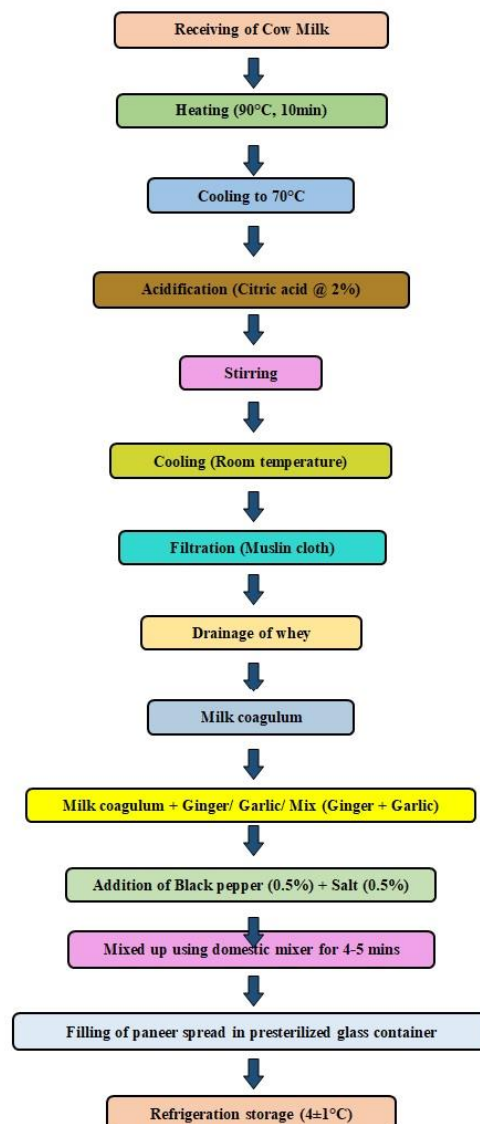 Receiving of Cow Milk
Heating (90°C, 10min)
Cooling to 70°C
Acidification (Citric acid @ 2%)
Stirring
Cooling (Room temperature)
Filtration (Muslin cloth)
Drainage of whey
Milk coagulum
Milk coagulum + Ginger/ Garlic/ Mix (Ginger + Garlic)
Addition of Black pepper (0.5%) + Salt (0.5%)
Mixed up using domestic mixer for 4-5 mins
Filling of paneer spread in presterilized glass container
Refrigeration storage (4±1°C)